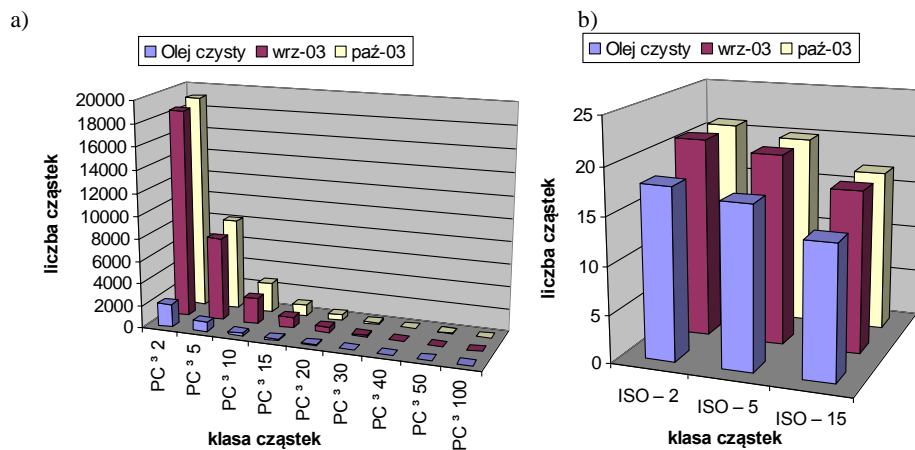 a)
Olej czysty wrz-03 paź-03
liczba cząstek
20000
18000
16000
14000
12000
10000
8000
6000
4000
2000
0
PC ³ 2
PC ³ 5
PC ³ 10
PC ³ 15
PC ³ 20
PC ³ 30
PC ³ 40
PC ³ 50
PC ³ 100
klasa cząstek
b)
Olej czysty wrz-03 paź-03
liczba cząstek
25
20
15
10
5
0
ISO – 2
ISO – 5
ISO – 15
klasa cząstek